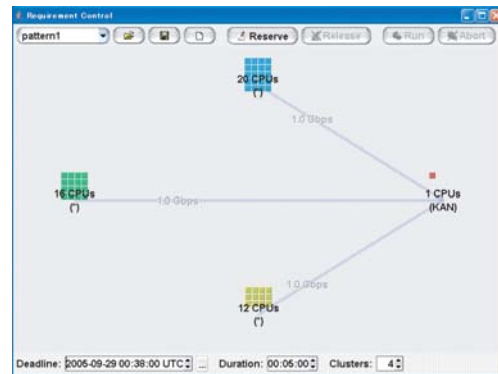 Requirement Control
pattern1 Reserve Release Run Abort
20 CPUs
(*)
1.0 Gbps
16 CPUs
(*)
1.0 Gbps
1 CPUs
(KAN)
1.0 Gbps
12 CPUs
(*)
Deadline: 2005-09-29 00:38:00 UTC ... Duration: 00:05:00 Clusters: 4